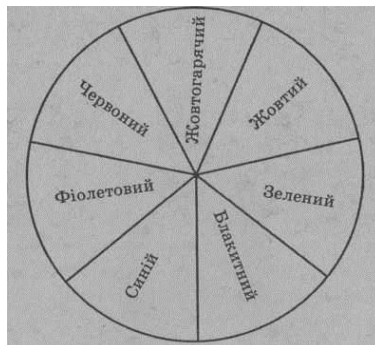 Жовтогарячий
Жовтий
Зелений
Блакитний
Синій
Фіолетовий
Червоний